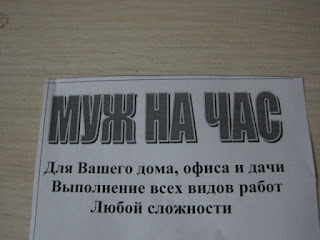 МУЖ НА ЧАС
Для Вашего дома, офиса и дачи
Выполнение всех видов работ
Любой сложности